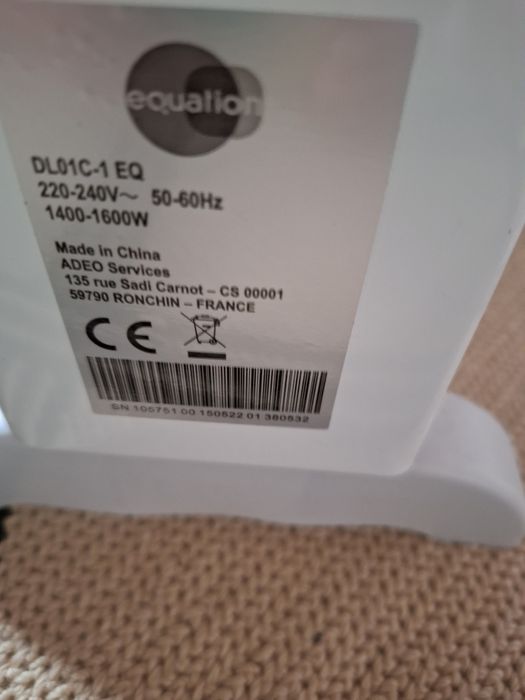 equation
DL01C-1 EQ
220-240V~ 50-60Hz
1400-1600W
Made in China
ADEO Services
135 rue Sadi Carnot – CS 00001
59790 RONCHIN – FRANCE
CE
SN 105751 00 150522 01 380532